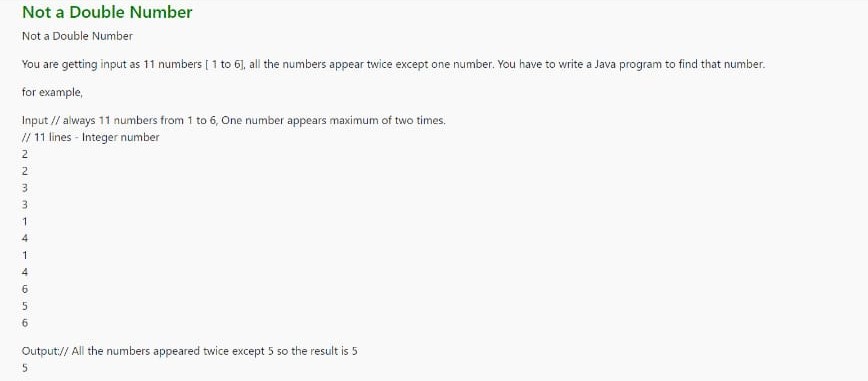 Not a Double Number
Not a Double Number
You are getting input as 11 numbers [ 1 to 6], all the numbers appear twice except one number. You have to write a Java program to find that number.
for example,
Input // always 11 numbers from 1 to 6, One number appears maximum of two times.
// 11 lines - Integer number
2
2
3
3
1
4
1
4
6
5
6
Output:// All the numbers appeared twice except 5 so the result is 5
5